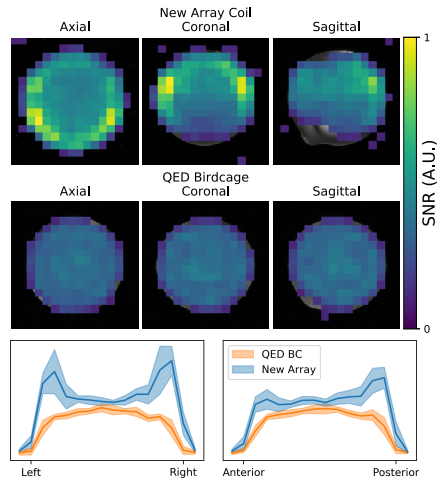 New Array Coil
Axial Coronal Sagittal
1
QED Birdcage
Axial Coronal Sagittal
SNR (A.U.)
0
QED BC
New Array
Left Right
Anterior Posterior